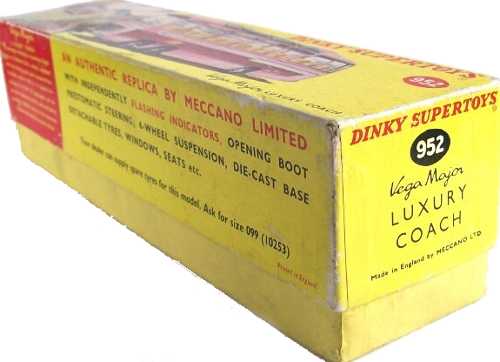 DINKY SUPERTOYS
952
Vega Major LUXURY COACH
AN AUTHENTIC REPLICA BY MECCANO LIMITED
WITH INDEPENDENTLY FLASHING INDICATORS, OPENING BOOT
PRESTOMATIC STEERING, 4-WHEEL SUSPENSION, DIE-CAST BASE
DETACHABLE TYRES, WINDOWS, SEATS etc.
Your dealer can supply spare tyres for this model. Ask for size 099 (10253)
Printed in England
DINKY SUPERTOYS
952
Vega Major
LUXURY
COACH
Made in England by MECCANO LTD